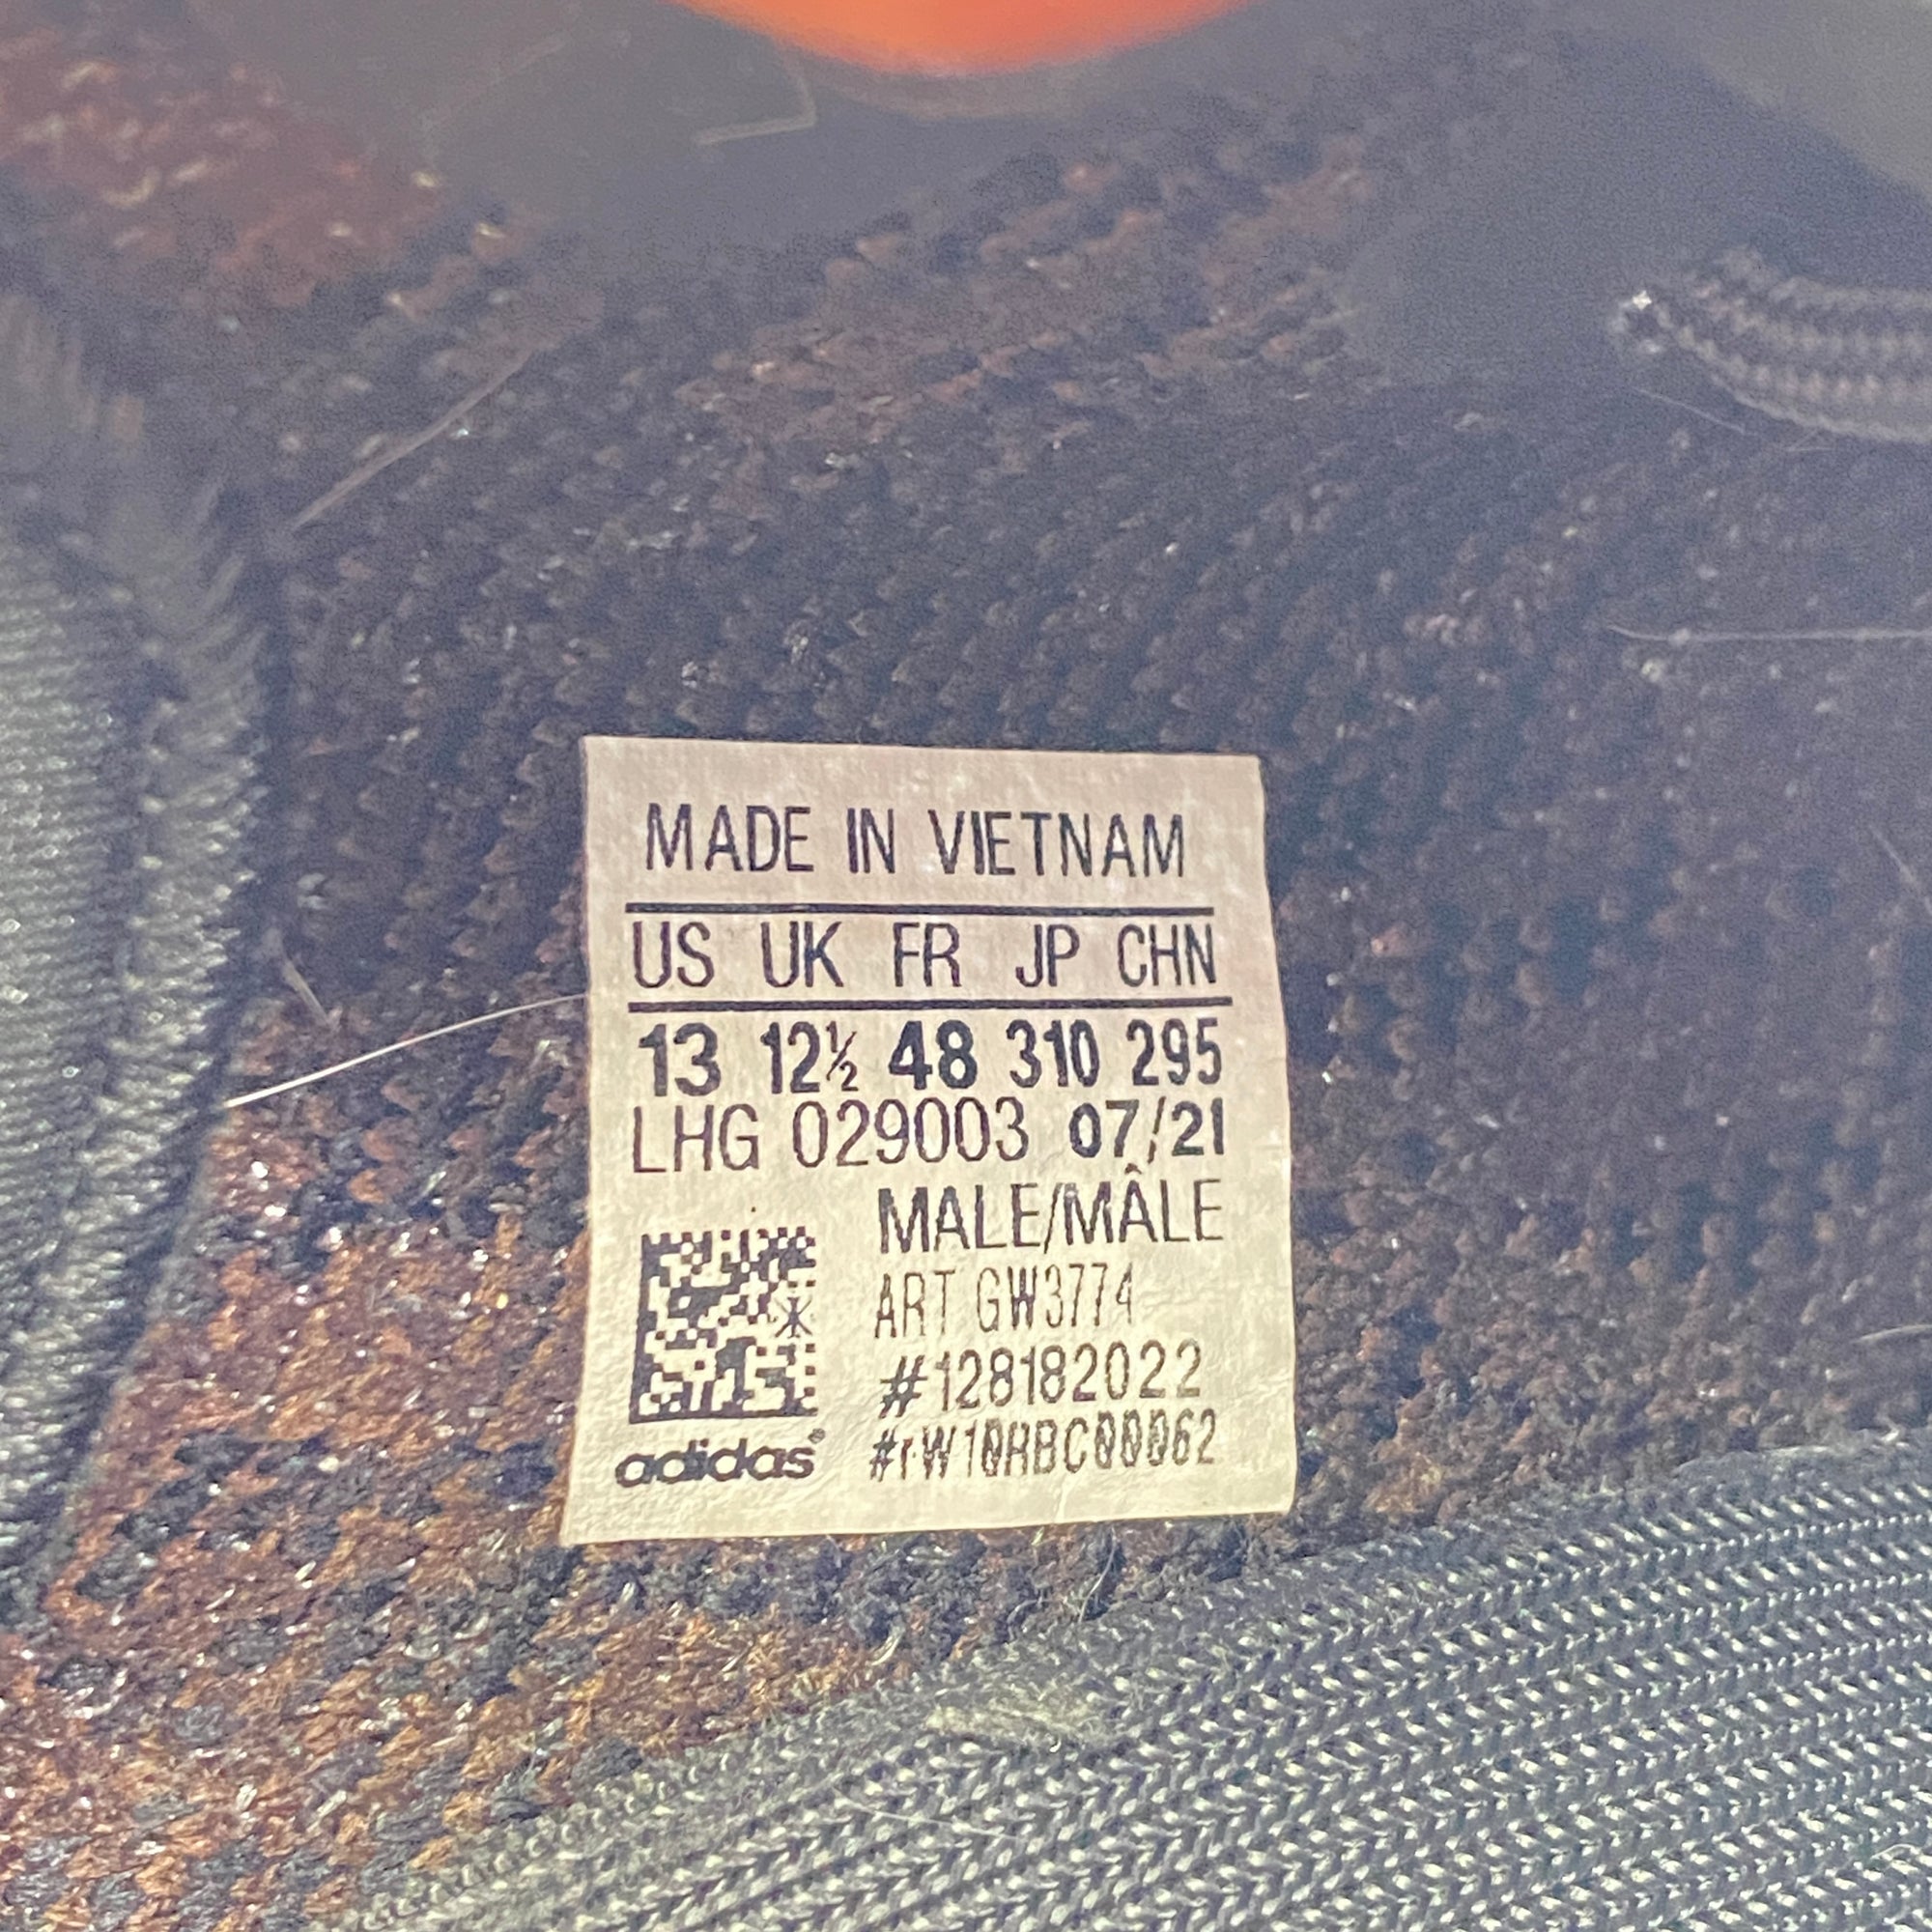 MADE IN VIETNAM
US UK FR JP CHN
13 12½ 48 310 295
LHG 029003 07/21
MALE/MÂLE
ART GW3774
#128182022
adidas®